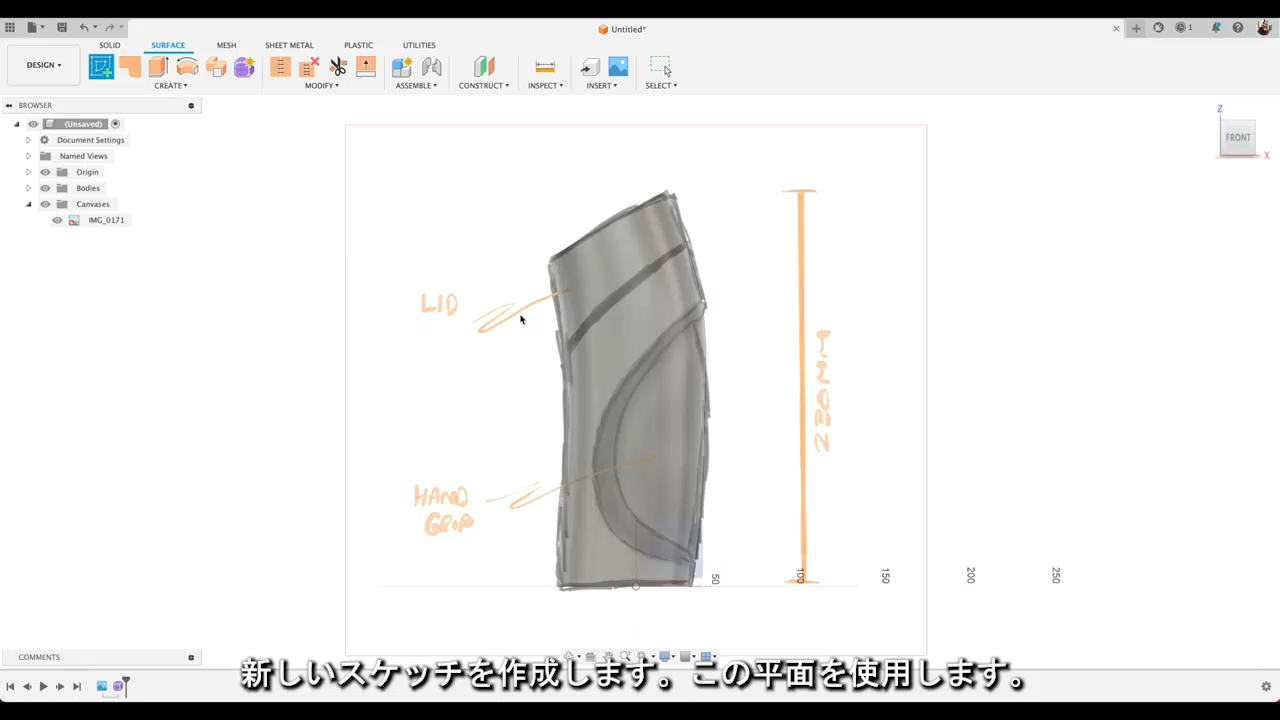 Untitled*
1
DESIGN
SOLID
SURFACE
MESH
SHEET METAL
PLASTIC
UTILITIES
CREATE
MODIFY
ASSEMBLE
CONSTRUCT
INSPECT
INSERT
SELECT
BROWSER
(Unsaved)
Document Settings
Named Views
Origin
Bodies
Canvases
IMG_0171
Z
FRONT
X
LID
HAND
GRIP
230MM
50
100
150
200
250
COMMENTS
新しいスケッチを作成します。この平面を使用します。